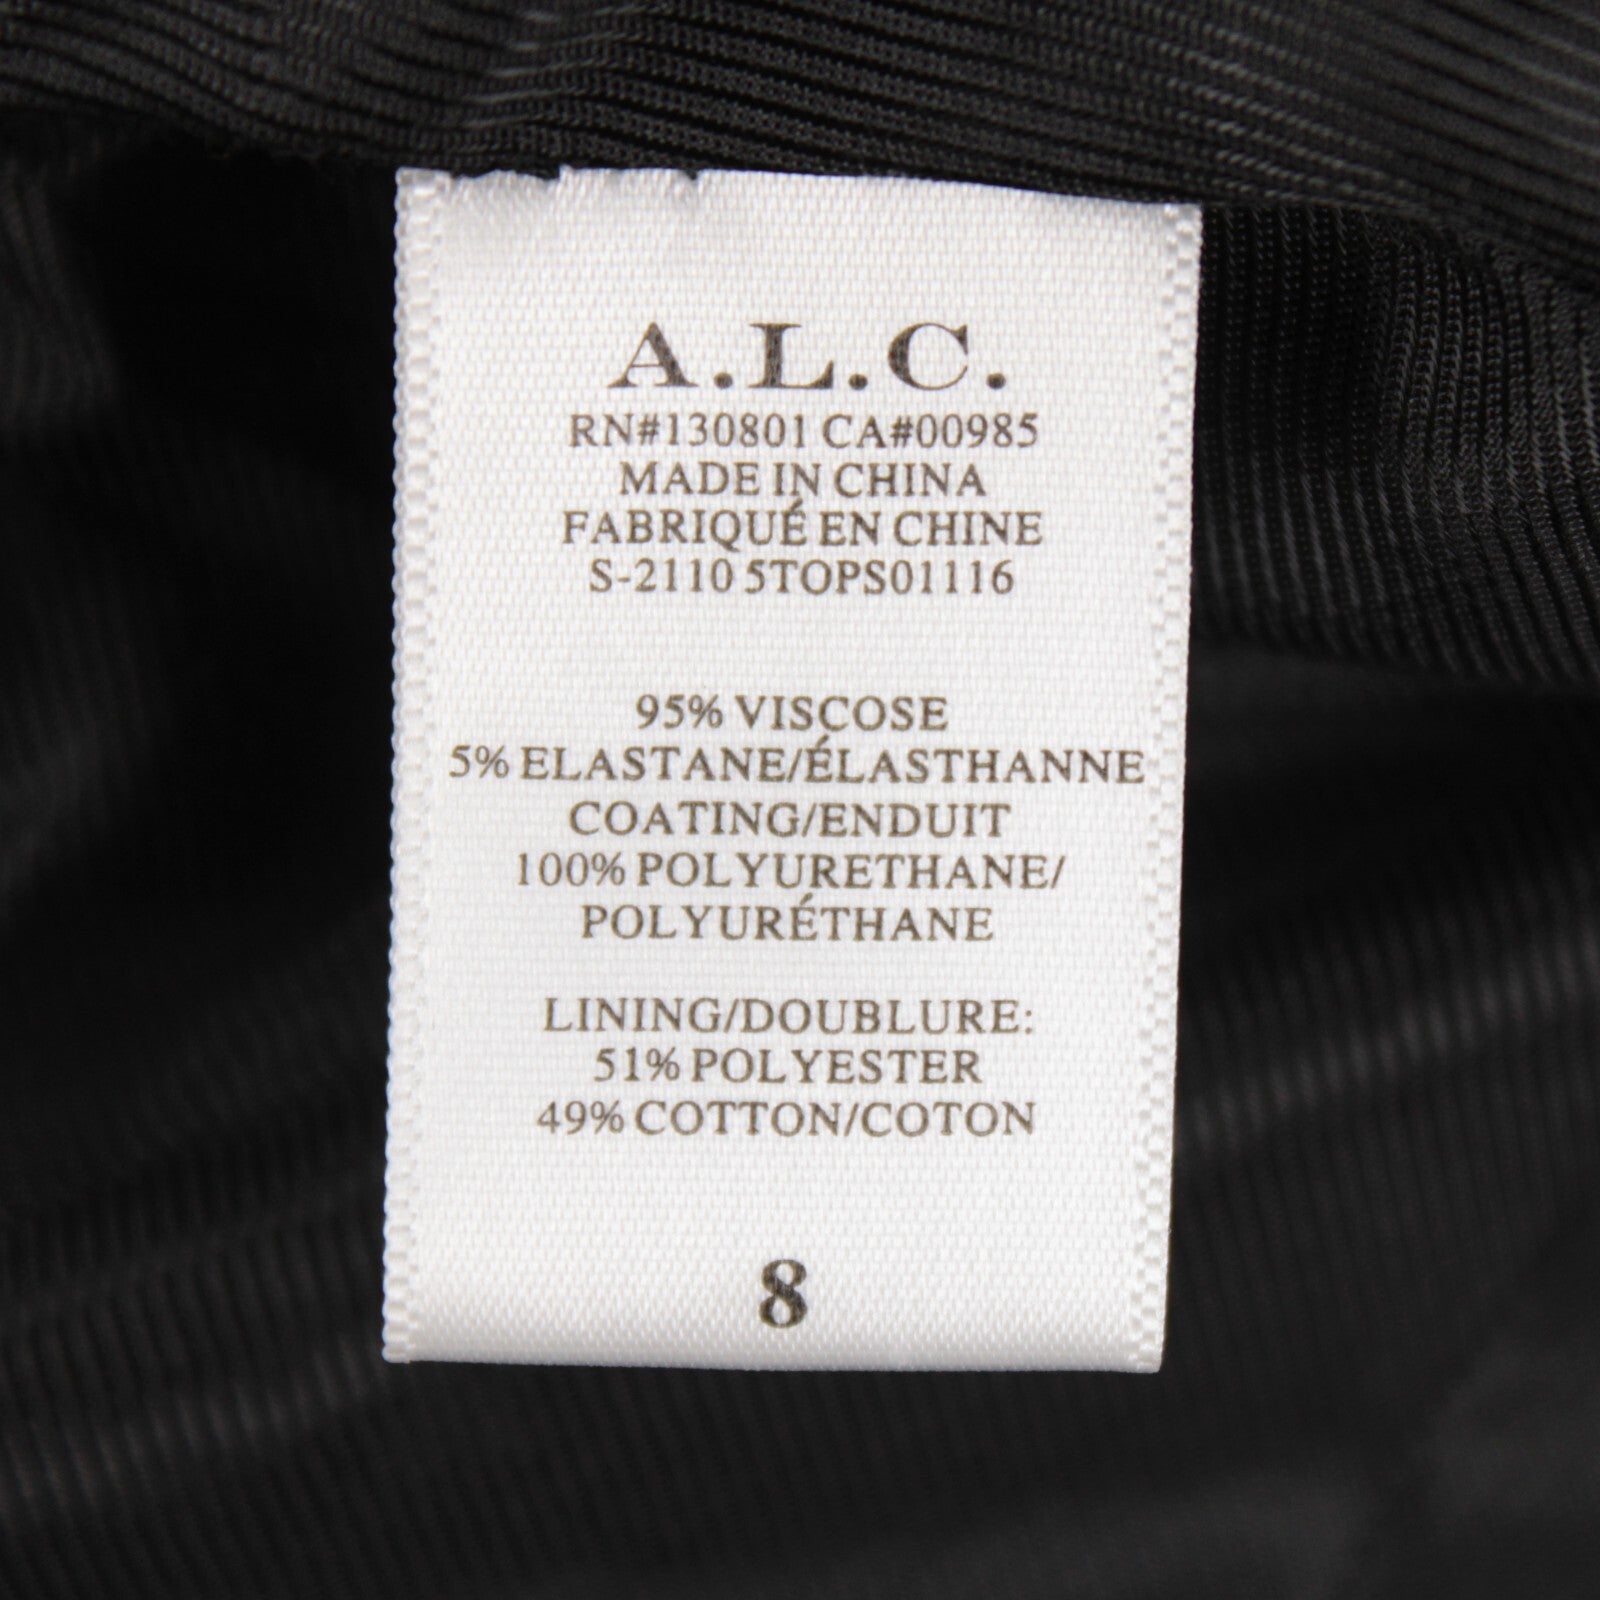 A.L.C.
RN#130801 CA#00985
MADE IN CHINA
FABRIQUÉ EN CHINE
S-2110 5TOPS01116
95% VISCOSE
5% ELASTANE/ÉLASTHANNE
COATING/ENDUIT
100% POLYURETHANE/
POLYURÉTHANE
LINING/DOUBLURE:
51% POLYESTER
49% COTTON/COTON
8